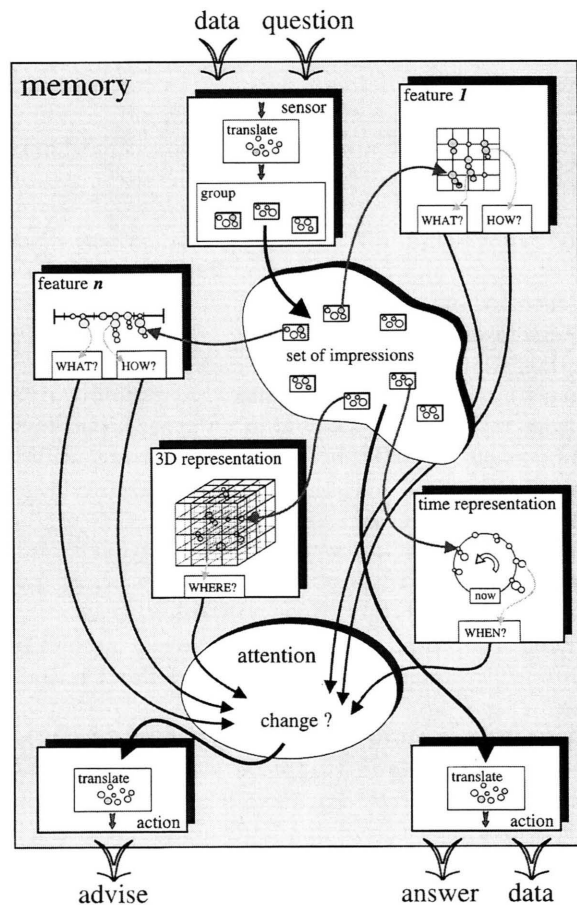 data question
memory
sensor
translate
group
feature 1
WHAT? HOW?
feature n
WHAT? HOW?
set of impressions
3D representation
WHERE?
time representation
now
WHEN?
attention
change ?
translate
action
translate
action
advise
answer data